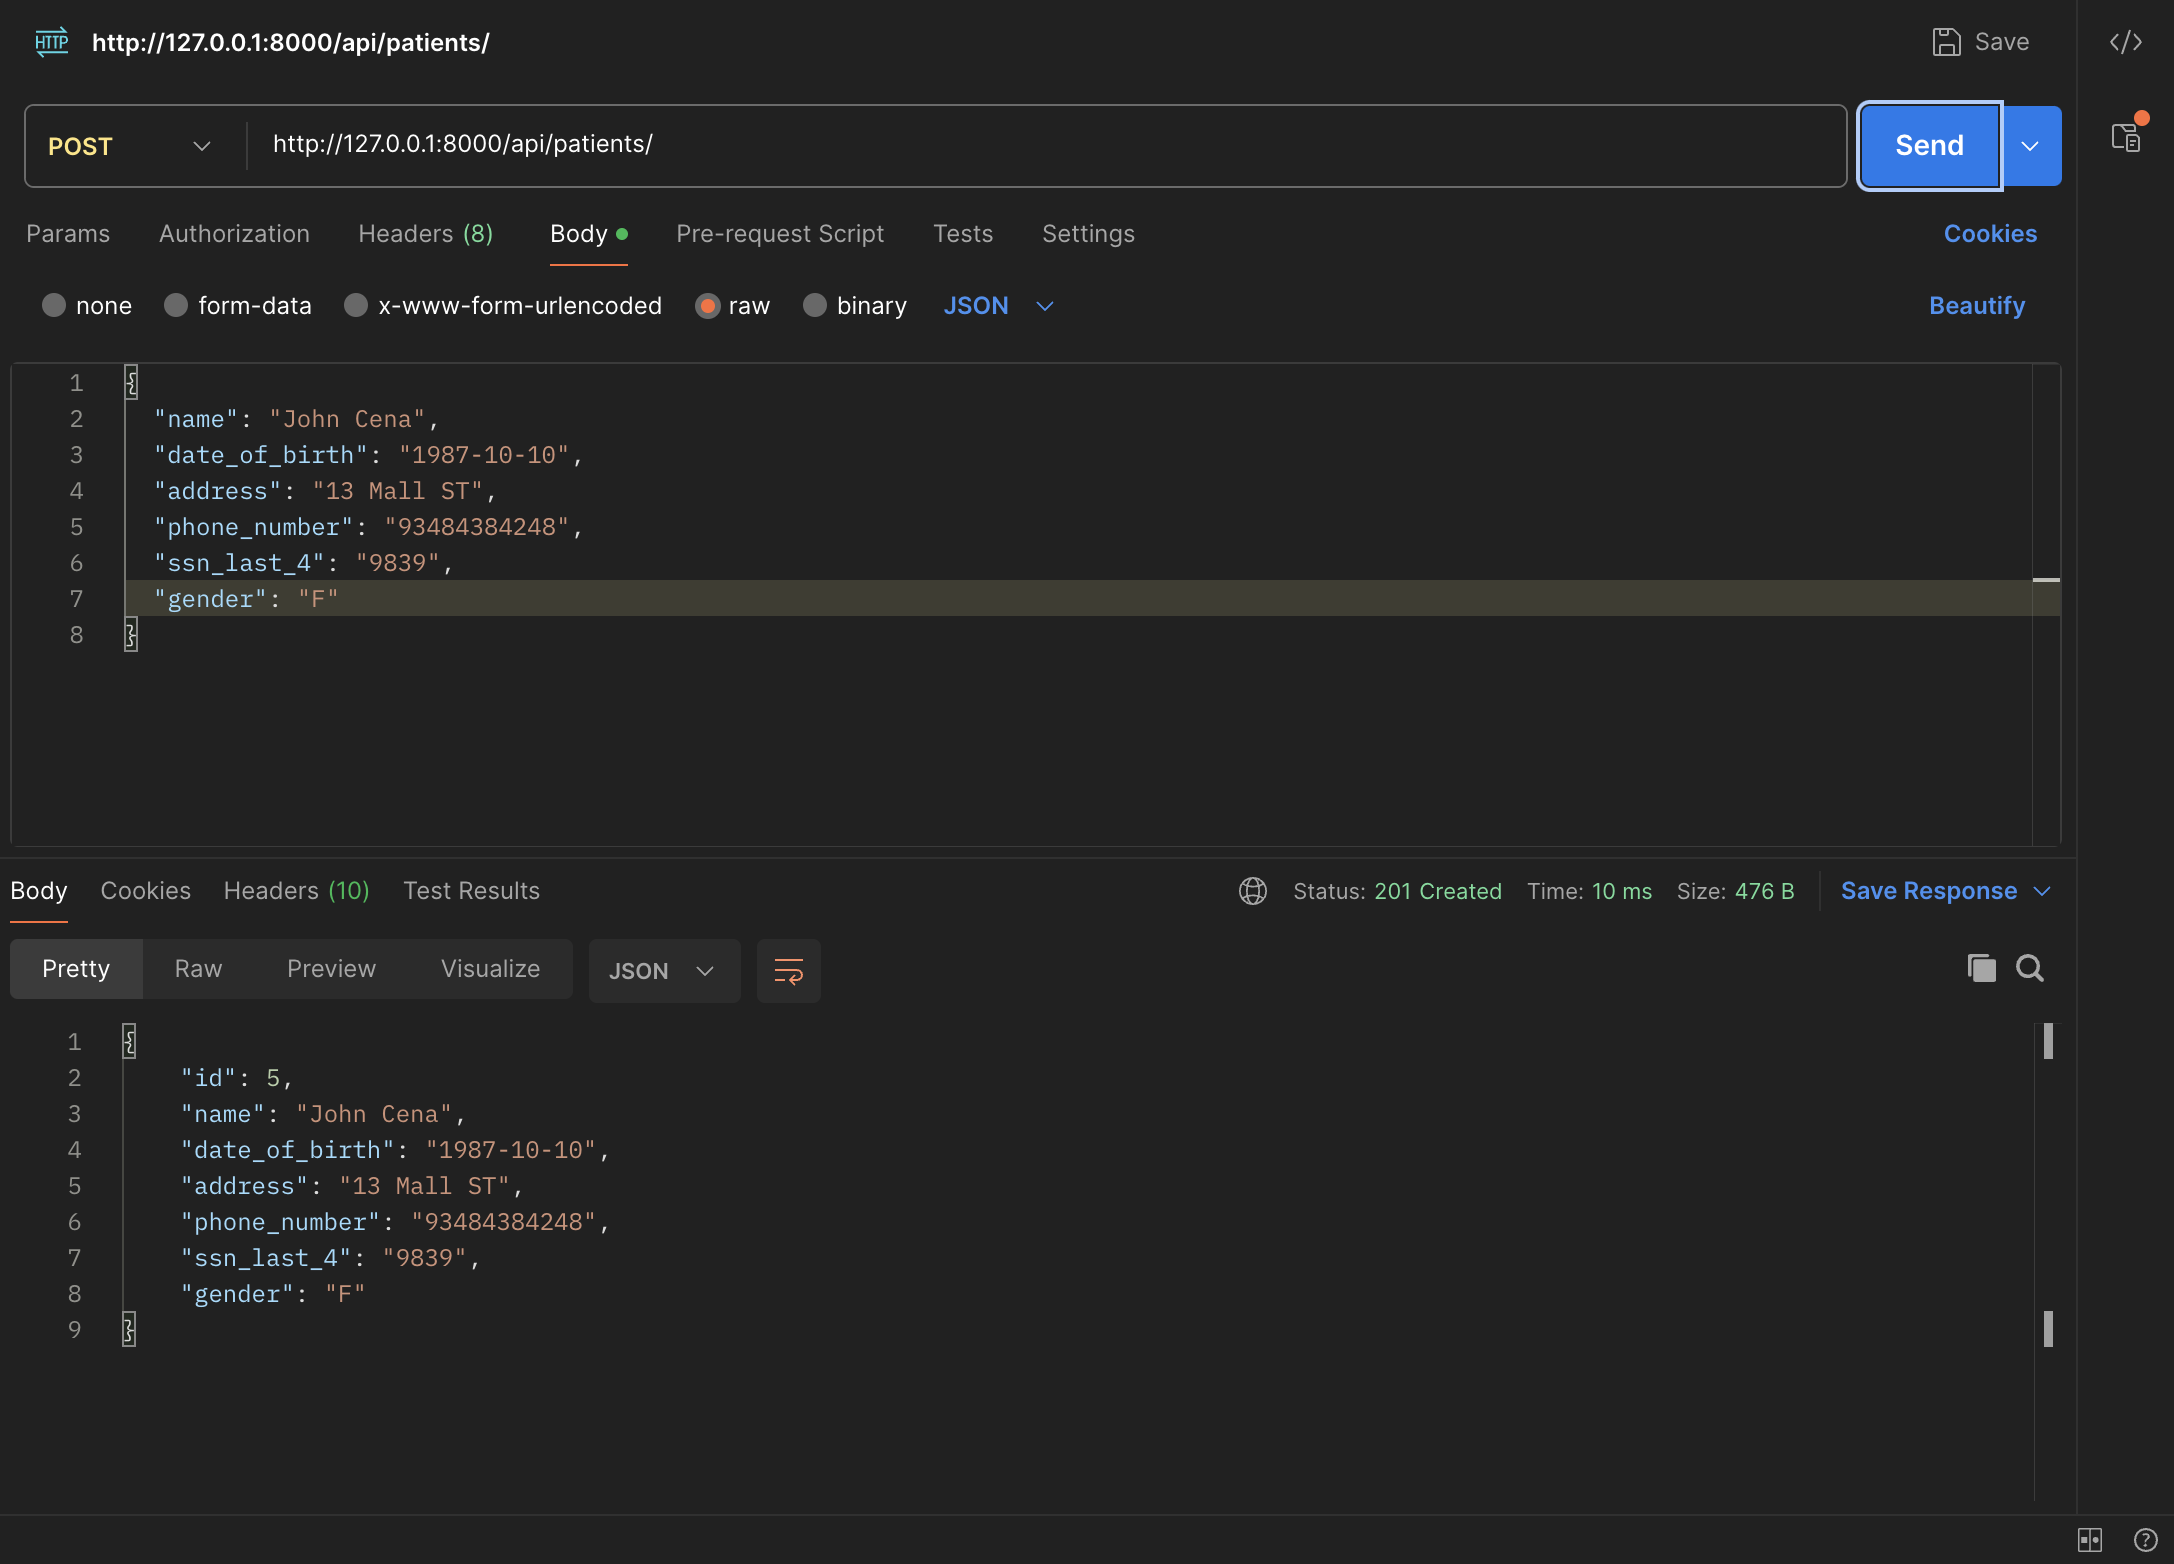 HTTP http://127.0.0.1:8000/api/patients/ Save
POST http://127.0.0.1:8000/api/patients/ Send
Params Authorization Headers (8) Body Pre-request Script Tests Settings Cookies
none form-data x-www-form-urlencoded raw binary JSON Beautify
1 {
2 "name": "John Cena",
3 "date_of_birth": "1987-10-10",
4 "address": "13 Mall ST",
5 "phone_number": "93484384248",
6 "ssn_last_4": "9839",
7 "gender": "F"
8 }
Body Cookies Headers (10) Test Results Status: 201 Created Time: 10 ms Size: 476 B Save Response
Pretty Raw Preview Visualize JSON
1 {
2 "id": 5,
3 "name": "John Cena",
4 "date_of_birth": "1987-10-10",
5 "address": "13 Mall ST",
6 "phone_number": "93484384248",
7 "ssn_last_4": "9839",
8 "gender": "F"
9 }